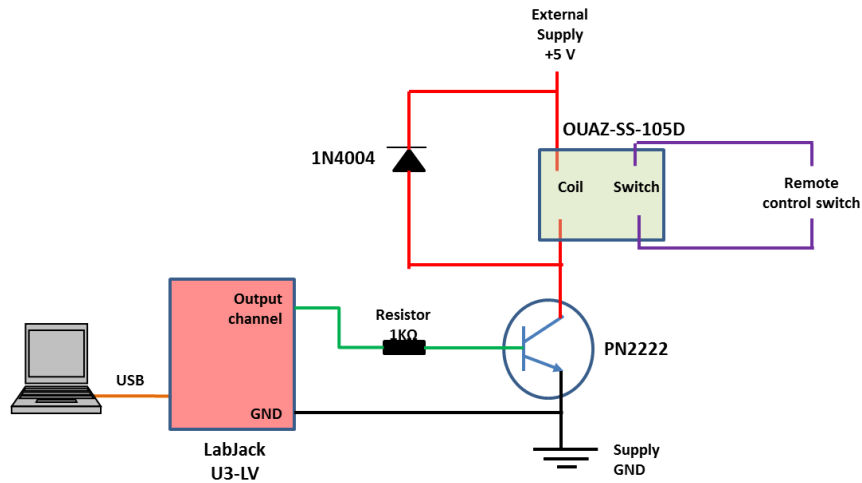 External
Supply
+5 V
OUAZ-SS-105D
1N4004
Coil
Switch
Remote
control switch
Output
channel
Resistor
1KΩ
PN2222
USB
GND
LabJack
U3-LV
Supply
GND